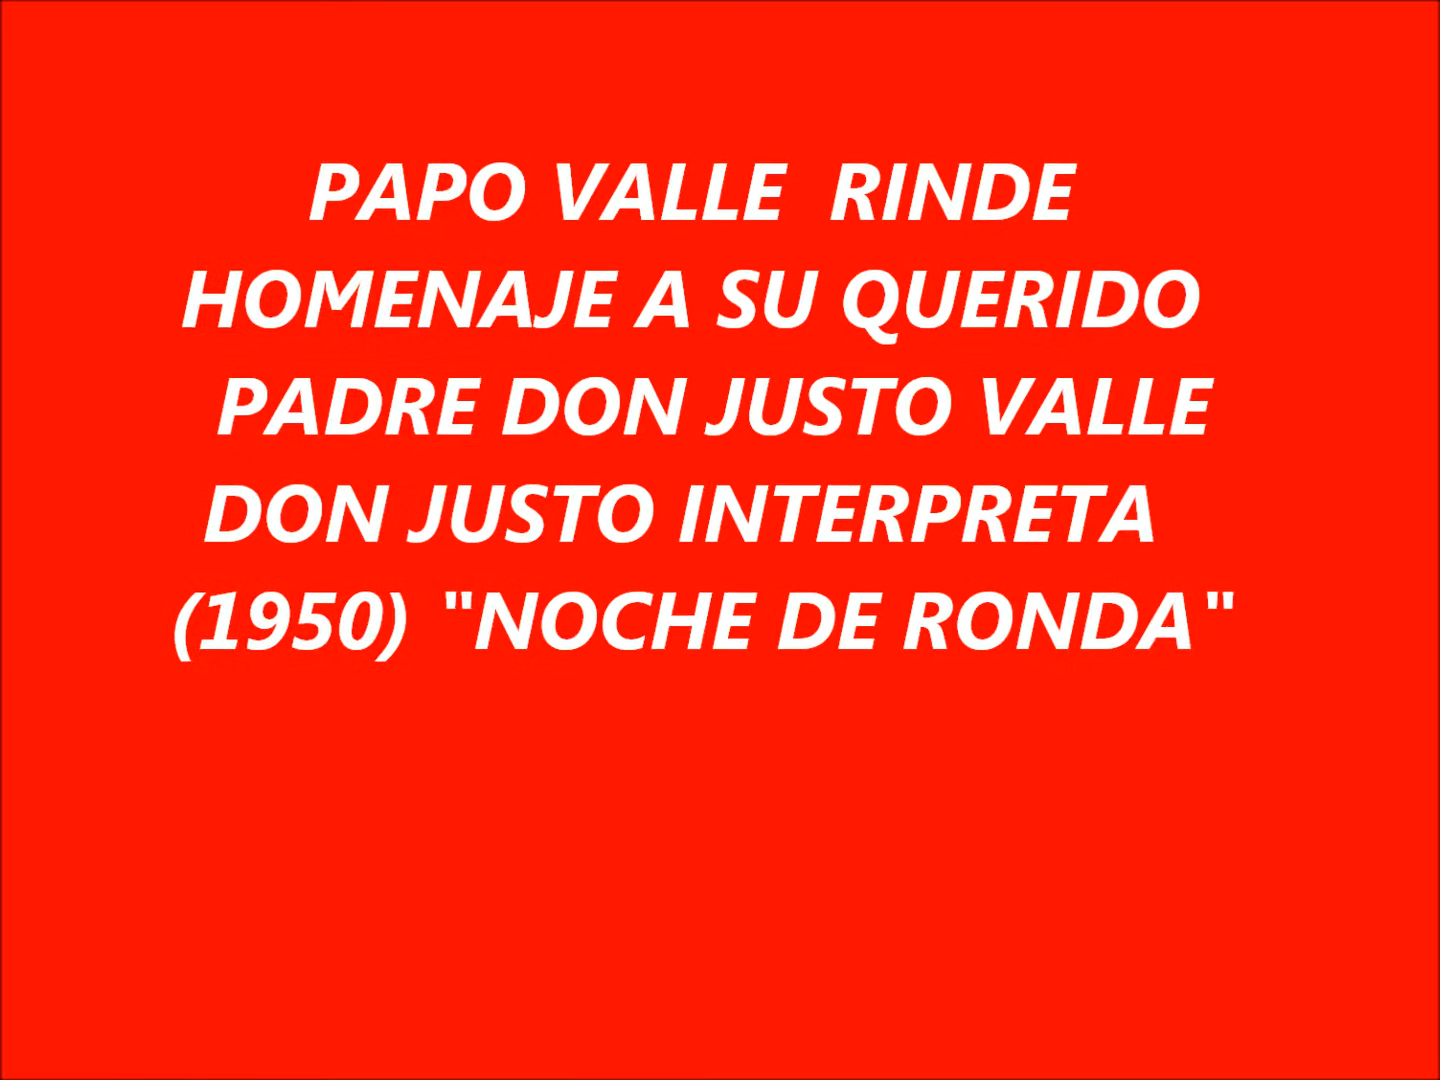 PAPO VALLE RINDE
HOMENAJE A SU QUERIDO
PADRE DON JUSTO VALLE
DON JUSTO INTERPRETA
(1950) "NOCHE DE RONDA"